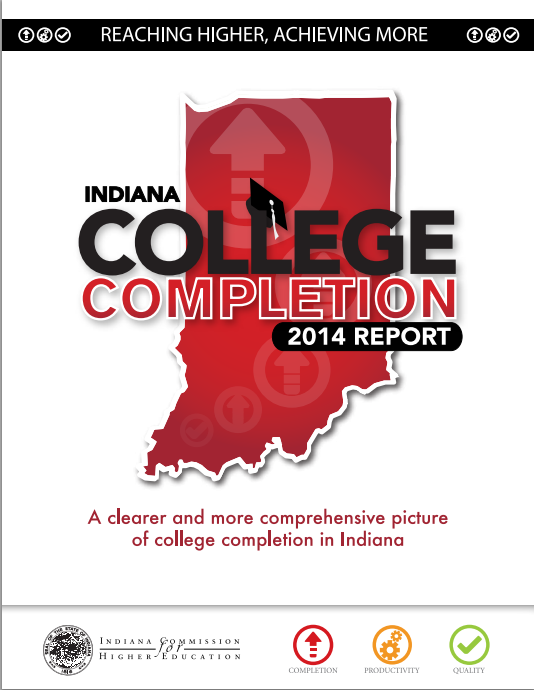 REACHING HIGHER, ACHIEVING MORE
INDIANA
COLLEGE
COMPLETION
2014 REPORT
A clearer and more comprehensive picture
of college completion in Indiana
INDIANA COMMISSION
for
HIGHER EDUCATION
COMPLETION
PRODUCTIVITY
QUALITY